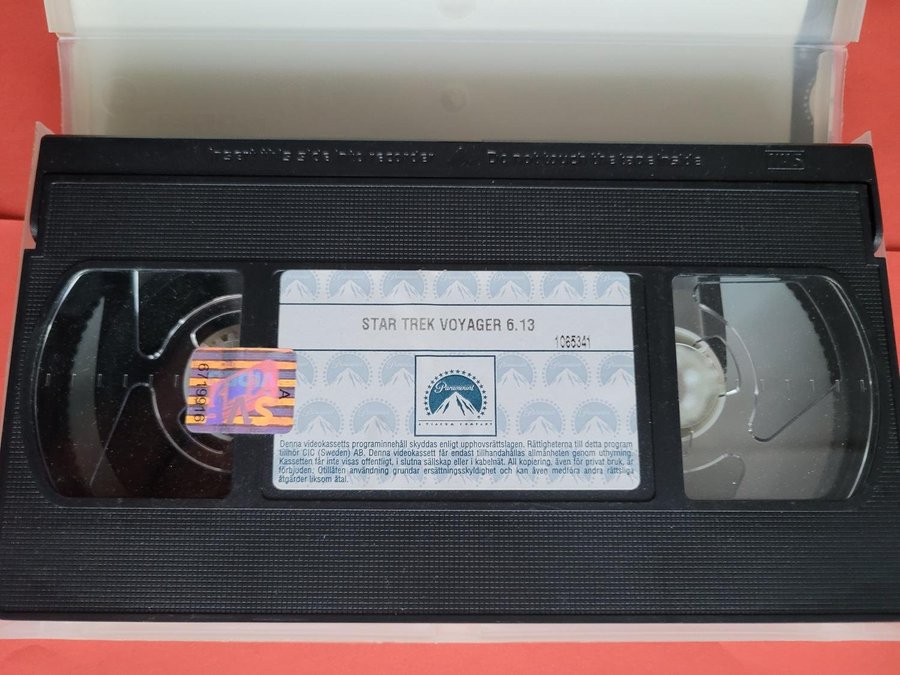 Insert this side into recorder
Do not touch the tape inside
VHS
STAR TREK VOYAGER 6.13
1065341
Paramount
A VIACOM COMPANY
Denna videokassetts programinnehåll skyddas enligt upphovsrättslagen. Rättigheterna till detta program
tillhör CIC (Sweden) AB. Denna videokassett får endast tillhandahållas allmänheten genom uthyrning.
Kassetten får inte visas offentligt, i slutna sällskap eller i kabelnät. All kopiering, även för privat bruk, är
förbjuden. Otillåten användning grundar ersättningsskyldighet och kan även medföra andra rättsliga
åtgärder liksom åtal.